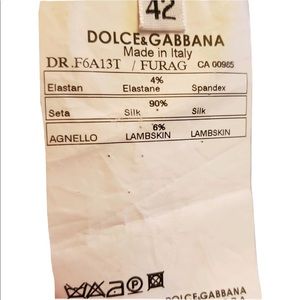 42
DOLCE&GABBANA
Made in Italy
DR.F6A13T / FURAG CA 00985
4%
Elastan Elastane Spandex
90%
Seta Silk Silk
6%
AGNELLO LAMBSKIN LAMBSKIN
DOLCE&GABBANA